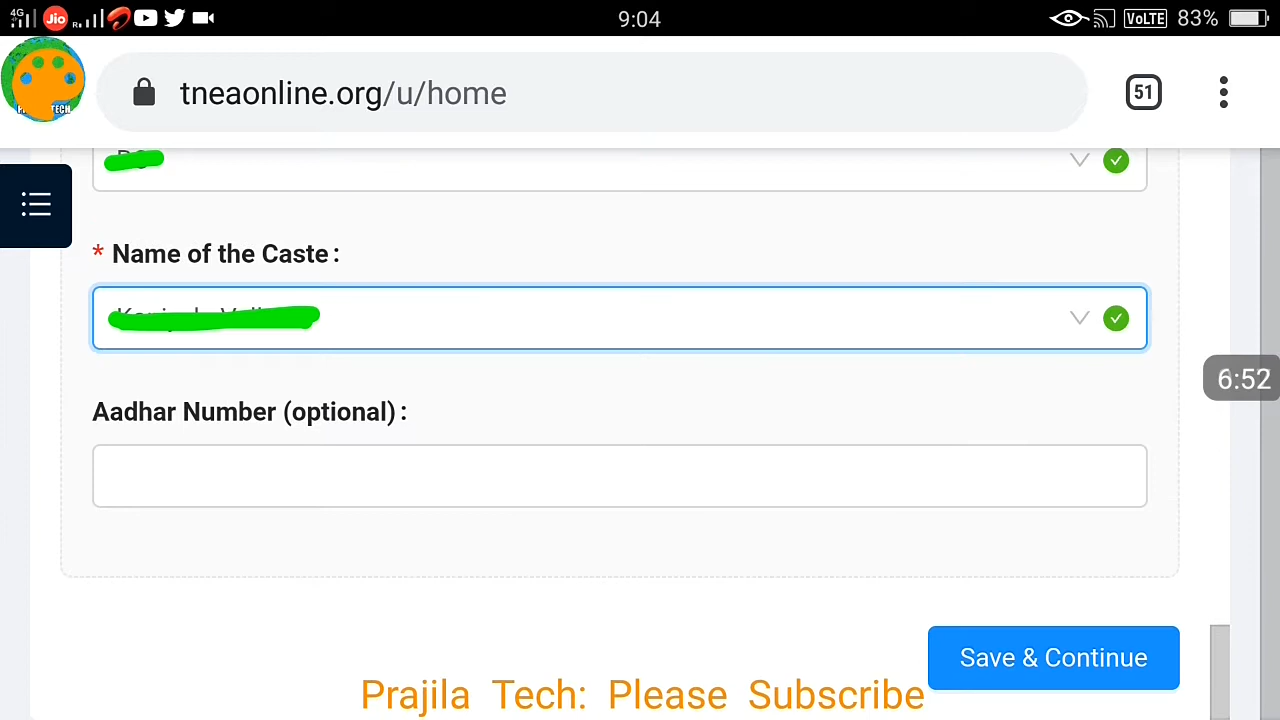 4G Jio R 9:04 VoLTE 83%
tneaonline.org/u/home 51
* Name of the Caste :
Aadhar Number (optional) :
6:52
Save & Continue
Prajila Tech: Please Subscribe